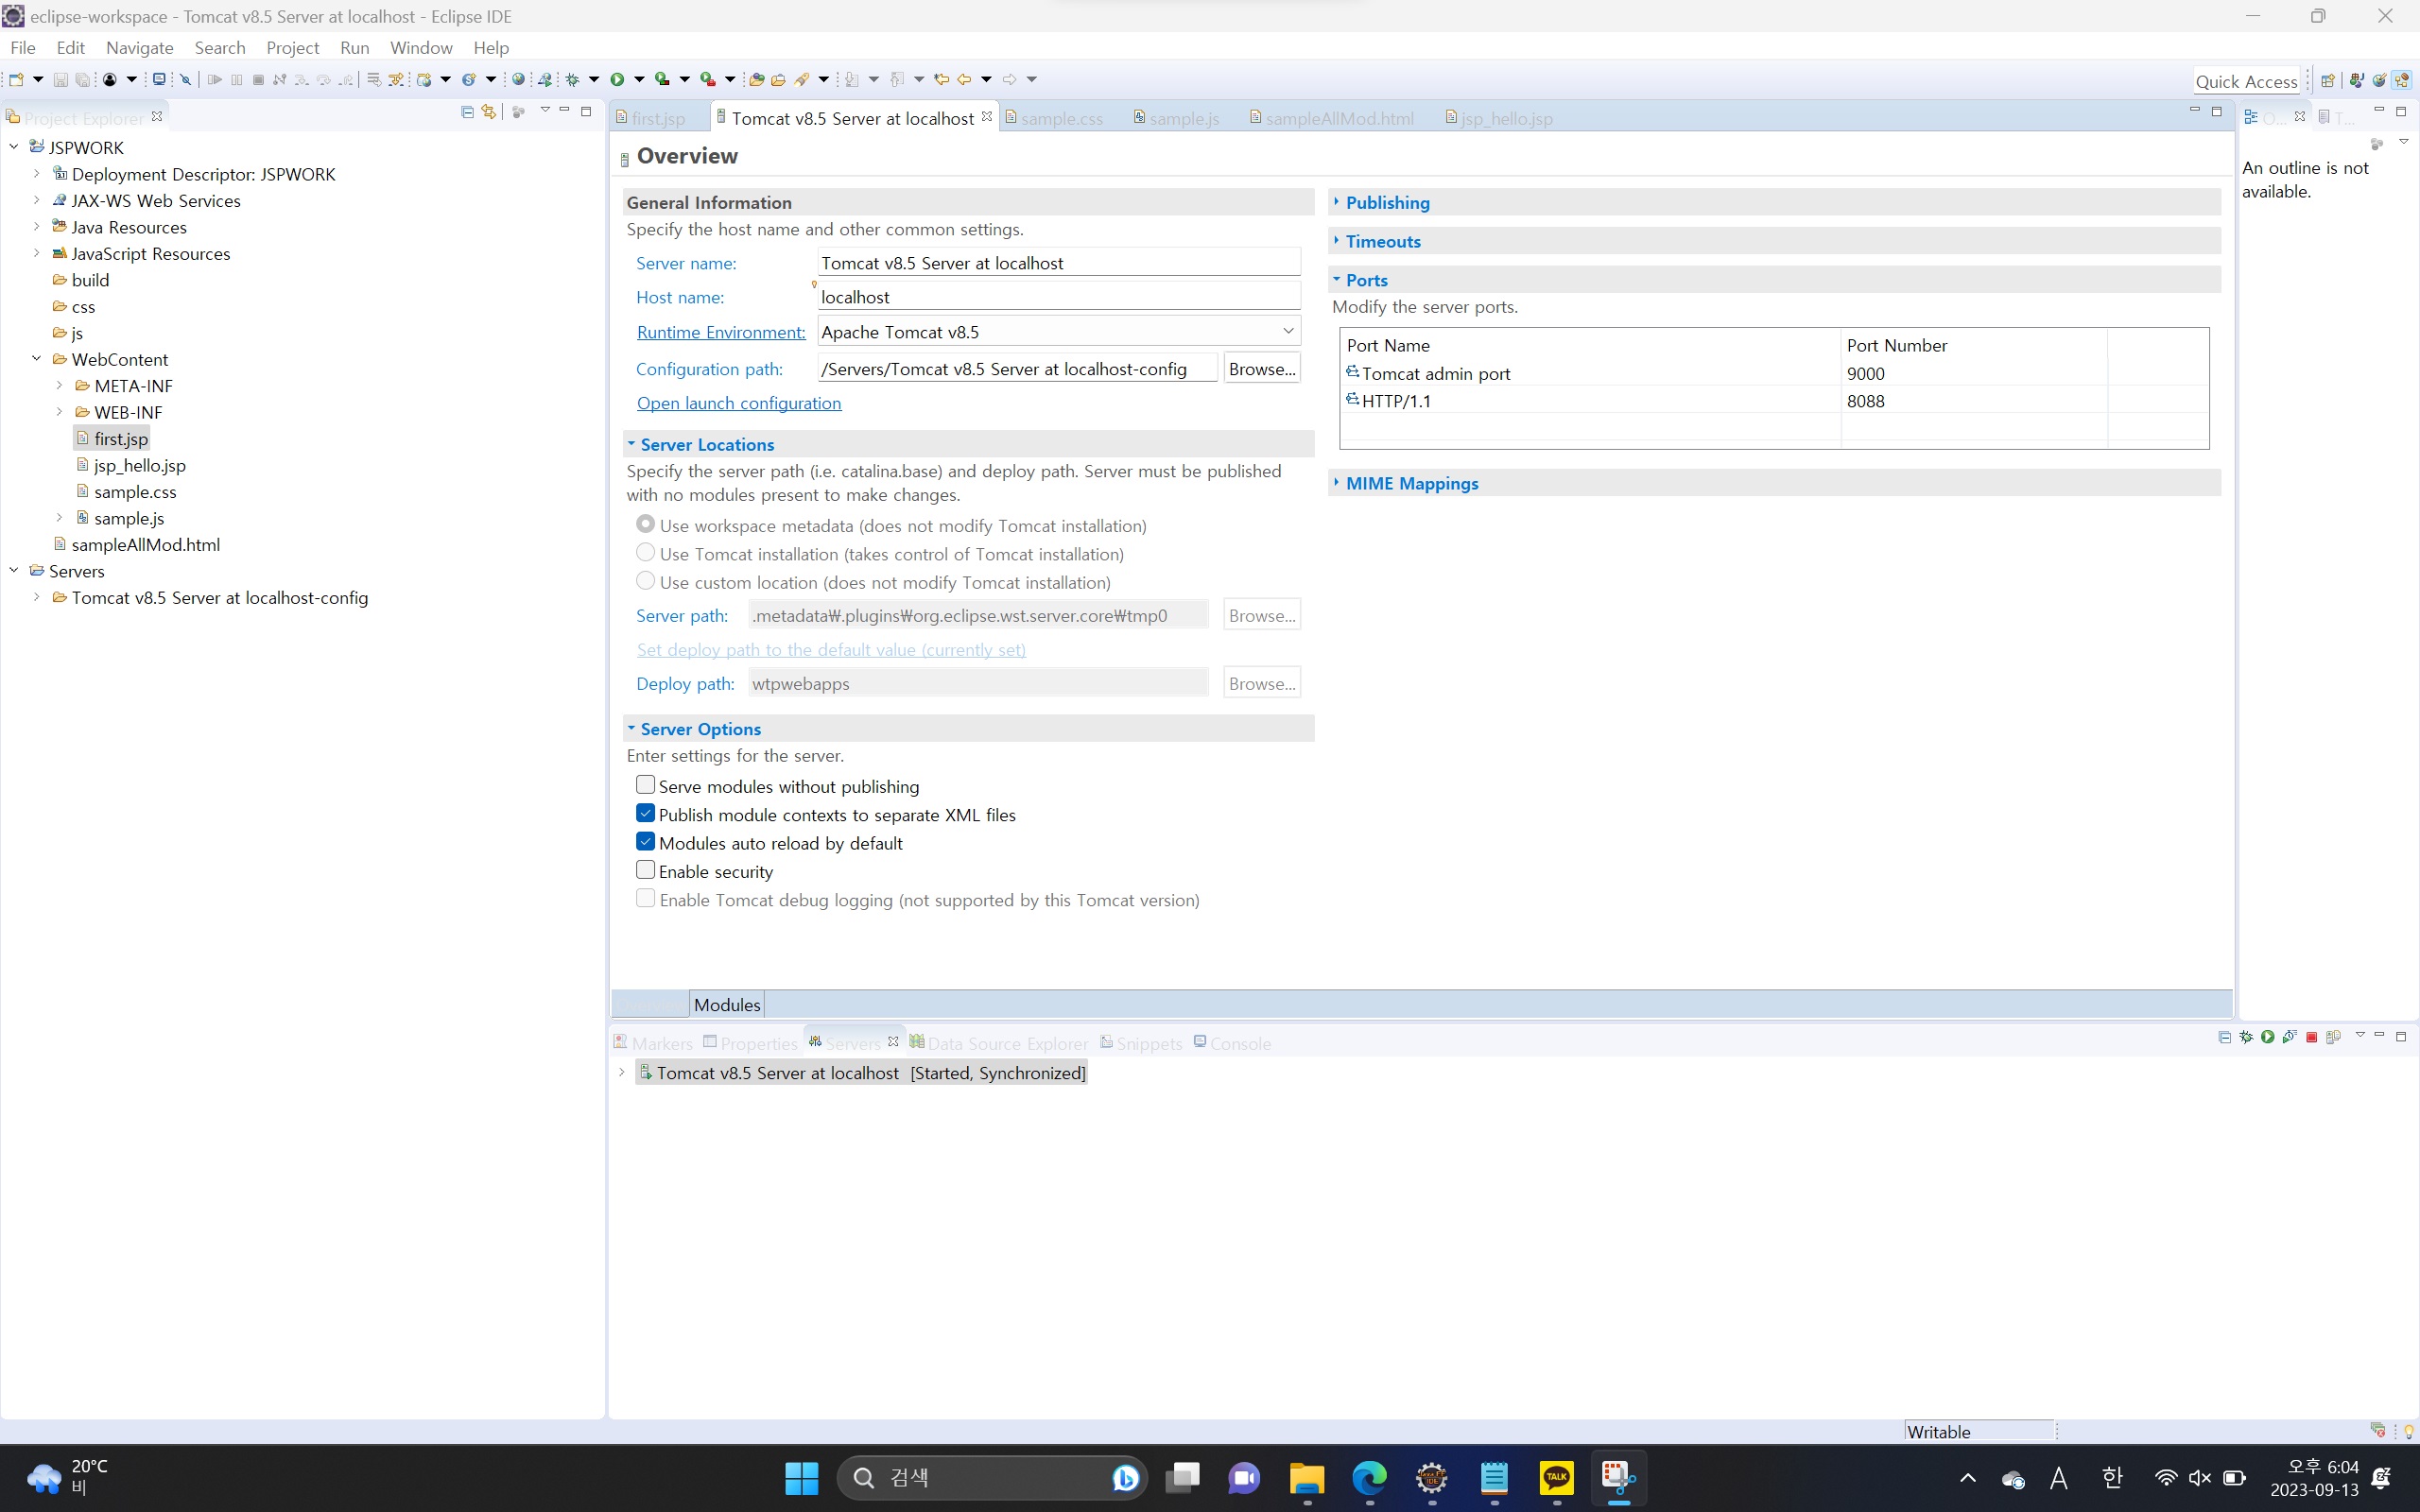 eclipse-workspace - Tomcat v8.5 Server at localhost - Eclipse IDE
File Edit Navigate Search Project Run Window Help
Quick Access
Project Explorer
JSPWORK
Deployment Descriptor: JSPWORK
JAX-WS Web Services
Java Resources
JavaScript Resources
build
css
js
WebContent
META-INF
WEB-INF
first.jsp
jsp_hello.jsp
sample.css
sample.js
sampleAllMod.html
Servers
Tomcat v8.5 Server at localhost-config
first.jsp Tomcat v8.5 Server at localhost sample.css sample.js sampleAllMod.html jsp_hello.jsp
Overview
General Information
Specify the host name and other common settings.
Server name: Tomcat v8.5 Server at localhost
Host name: localhost
Runtime Environment: Apache Tomcat v8.5
Configuration path: /Servers/Tomcat v8.5 Server at localhost-config Browse...
Open launch configuration
Server Locations
Specify the server path (i.e. catalina.base) and deploy path. Server must be published
with no modules present to make changes.
Use workspace metadata (does not modify Tomcat installation)
Use Tomcat installation (takes control of Tomcat installation)
Use custom location (does not modify Tomcat installation)
Server path: .metadata₩.plugins₩org.eclipse.wst.server.core₩tmp0 Browse...
Set deploy path to the default value (currently set)
Deploy path: wtpwebapps Browse...
Server Options
Enter settings for the server.
Serve modules without publishing
Publish module contexts to separate XML files
Modules auto reload by default
Enable security
Enable Tomcat debug logging (not supported by this Tomcat version)
Publishing
Timeouts
Ports
Modify the server ports.
Port Name Port Number
Tomcat admin port 9000
HTTP/1.1 8088
MIME Mappings
Modules
O... T...
An outline is not
available.
Markers Properties Servers Data Source Explorer Snippets Console
Tomcat v8.5 Server at localhost [Started, Synchronized]
Writable
20°C
비
검색
TALK
A 한
오후 6:04
2023-09-13